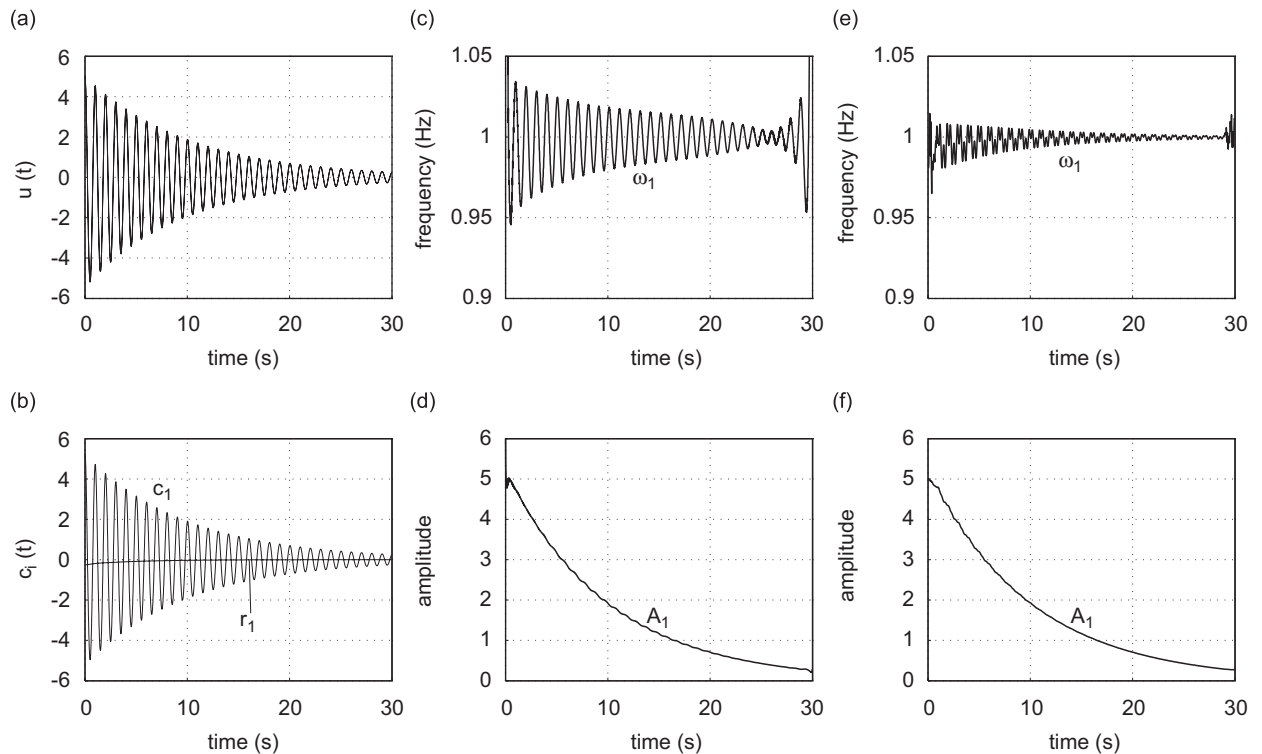 (a)
6
4
2
0
-2
-4
-6
u (t)
0 10 20 30
time (s)
(c)
1.05
1
0.95
0.9
frequency (Hz)
ω1
0 10 20 30
time (s)
(e)
1.05
1
0.95
0.9
frequency (Hz)
ω1
0 10 20 30
time (s)
(b)
6
4
2
0
-2
-4
-6
ci (t)
c1
r1
0 10 20 30
time (s)
(d)
6
5
4
3
2
1
0
amplitude
A1
0 10 20 30
time (s)
(f)
6
5
4
3
2
1
0
amplitude
A1
0 10 20 30
time (s)